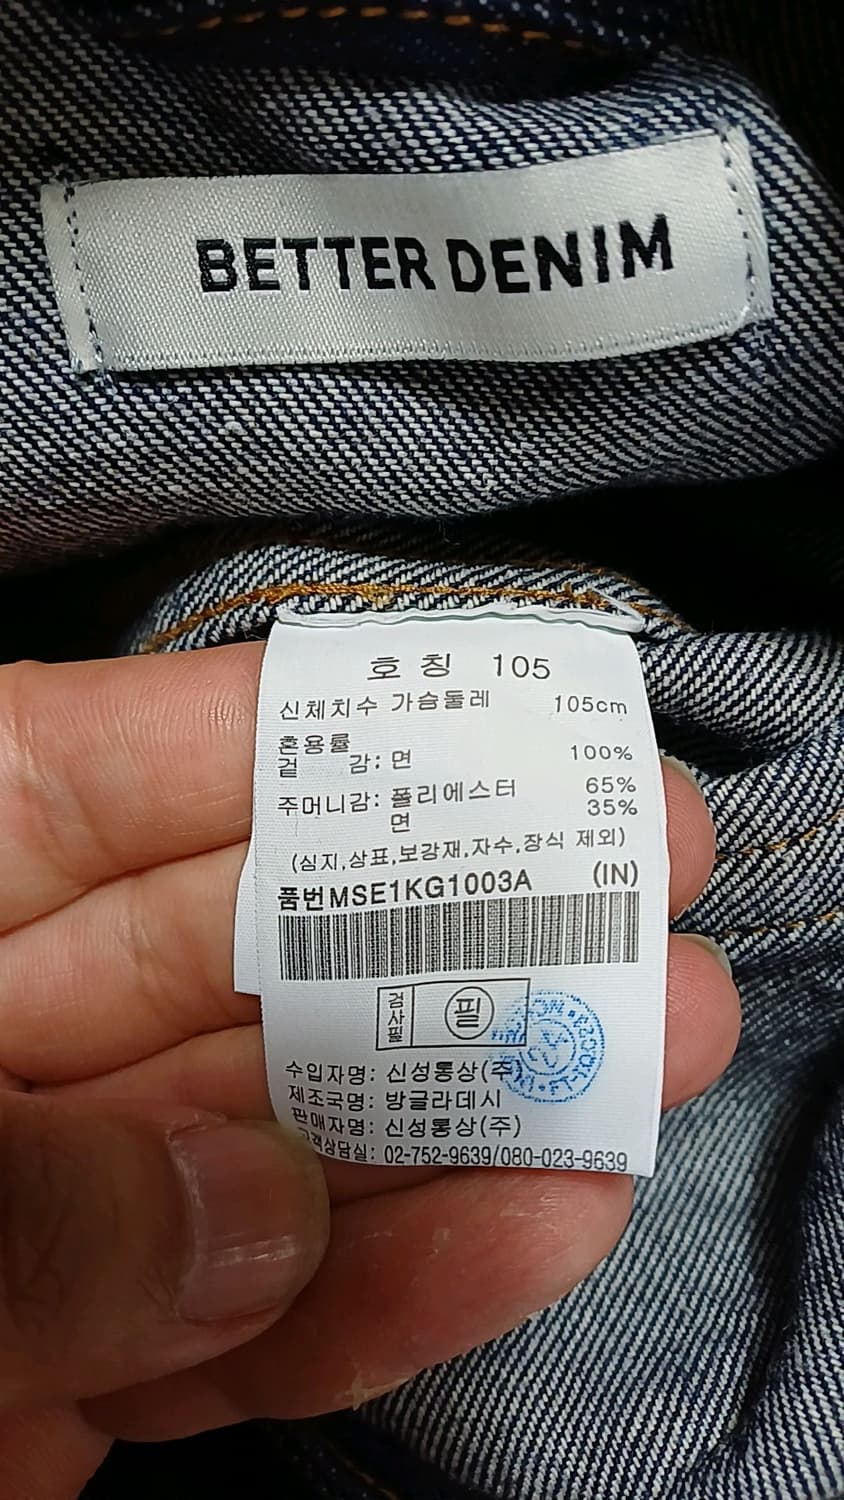 BETTER DENIM
호칭 105
신체치수 가슴둘레 105cm
혼용률
겉 감: 면 100%
주머니감: 폴리에스터 65%
면 35%
(심지,상표,보강재,자수,장식 제외)
품번MSE1KG1003A (IN)
검사필 필
수입자명: 신성통상(주)
제조국명: 방글라데시
판매자명: 신성통상(주)
고객상담실: 02-752-9639/080-023-9639